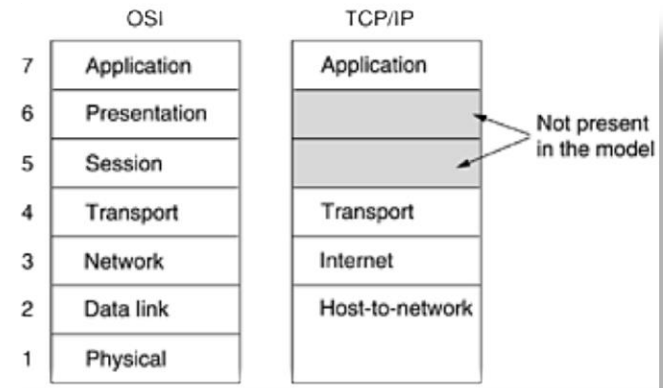 OSI TCP/IP
7 Application Application
6 Presentation
5 Session
Not present
in the model
4 Transport Transport
3 Network Internet
2 Data link Host-to-network
1 Physical